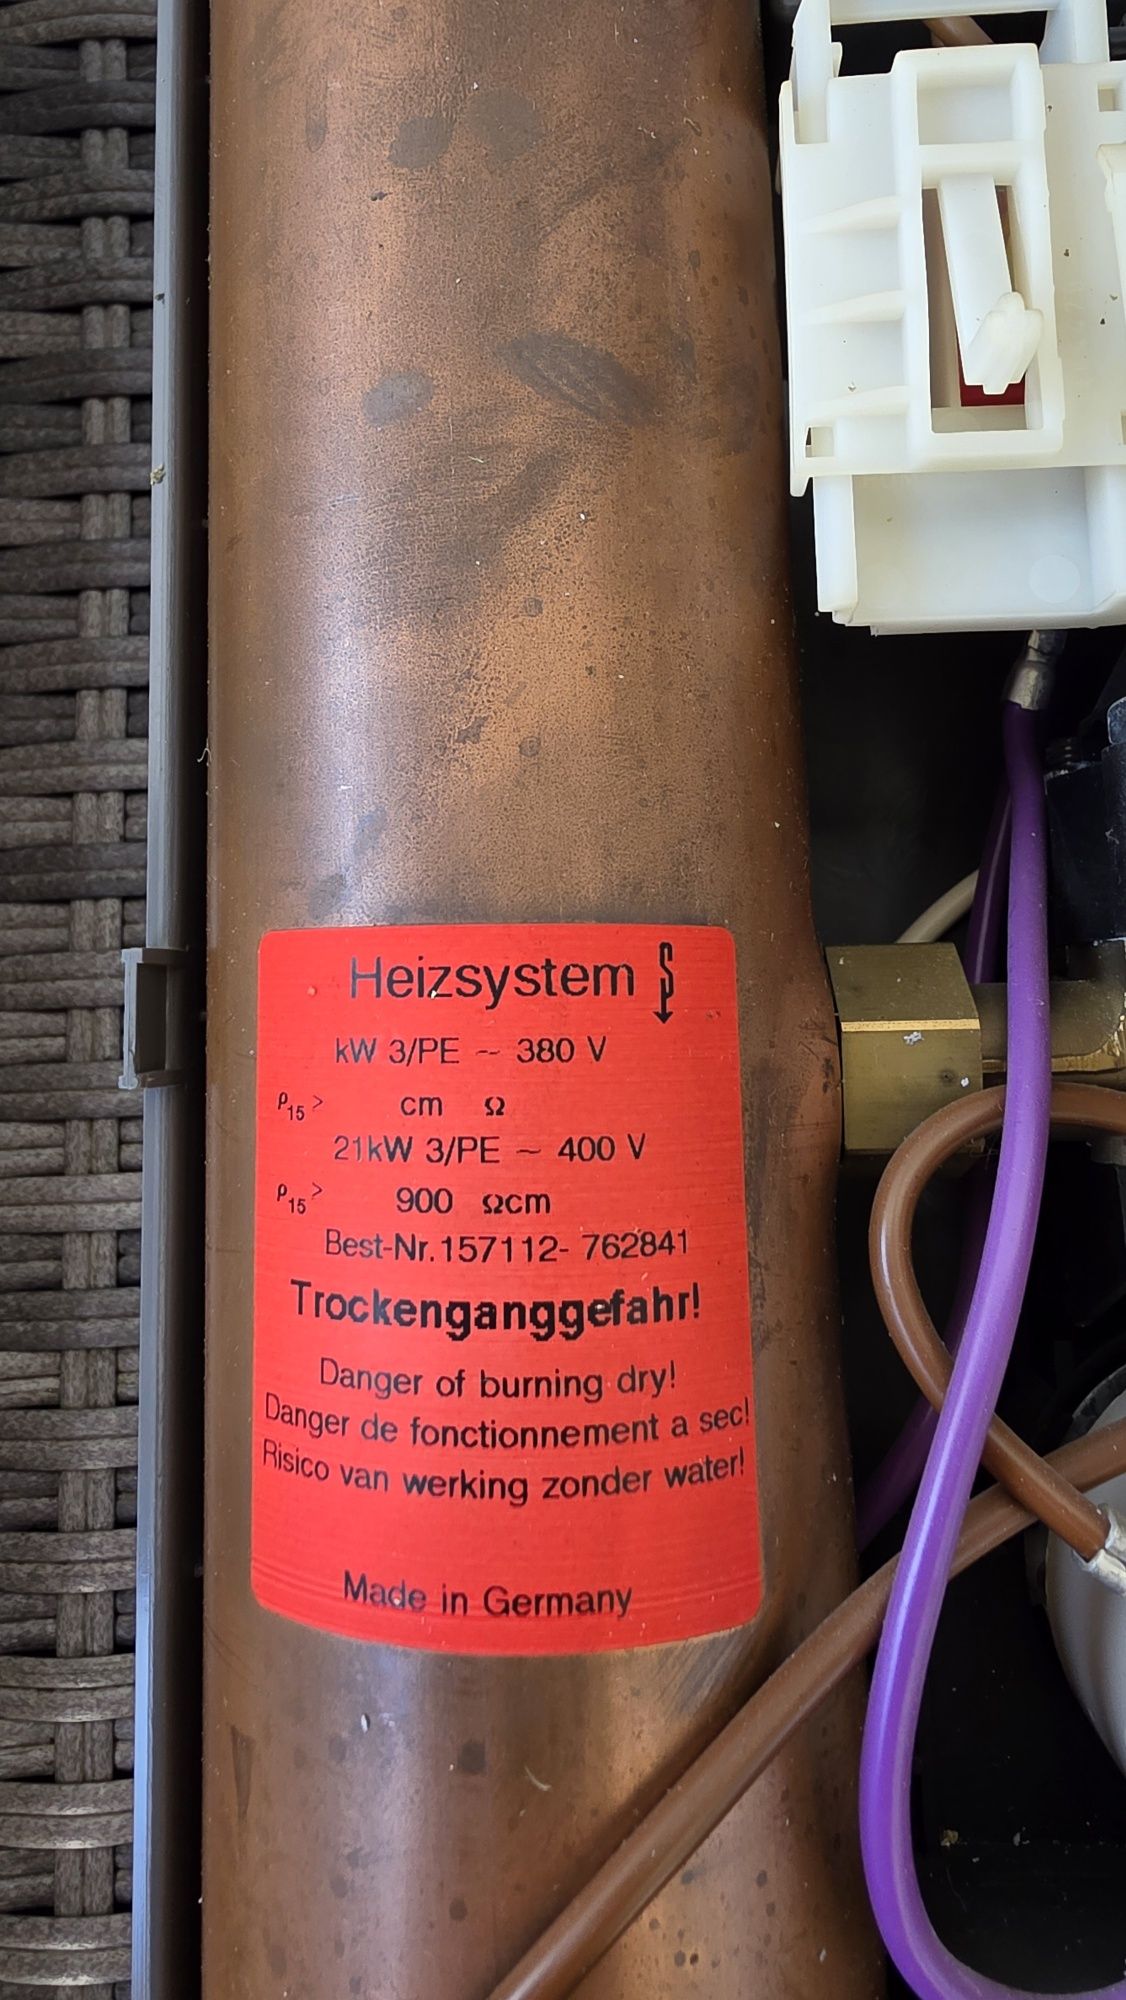 Heizsystem
kW 3/PE ~ 380 V
ρ15 > cm Ω
21kW 3/PE ~ 400 V
ρ15 > 900 Ωcm
Best-Nr. 157112- 762841
Trockenganggefahr!
Danger of burning dry!
Danger de fonctionnement a sec!
Risico van werking zonder water!
Made in Germany